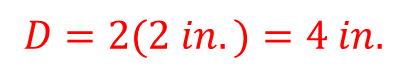 D = 2(2 in.) = 4 in.